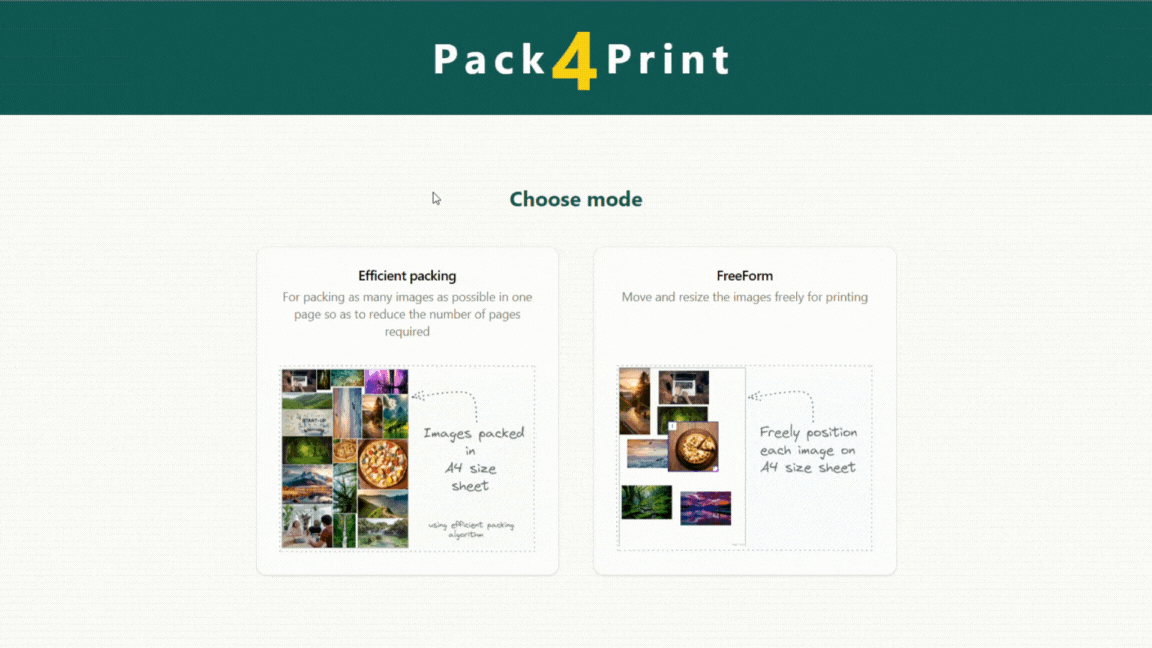 Pack4Print
Choose mode
Efficient packing
For packing as many images as possible in one
page so as to reduce the number of pages
required
START-UP
Images packed
in
A4 size
sheet
using efficient packing
algorithm
FreeForm
Move and resize the images freely for printing
Freely position
each image on
A4 size sheet